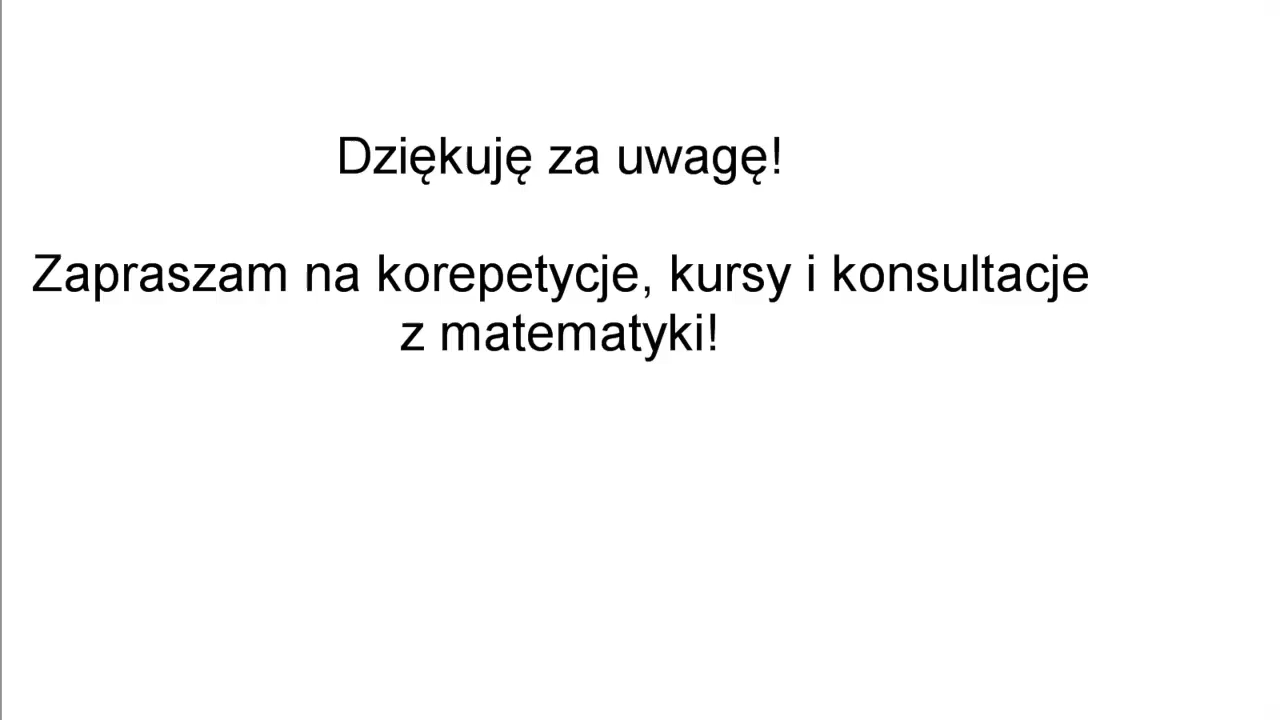 Dziękuję za uwagę!
Zapraszam na korepetycje, kursy i konsultacje
z matematyki!